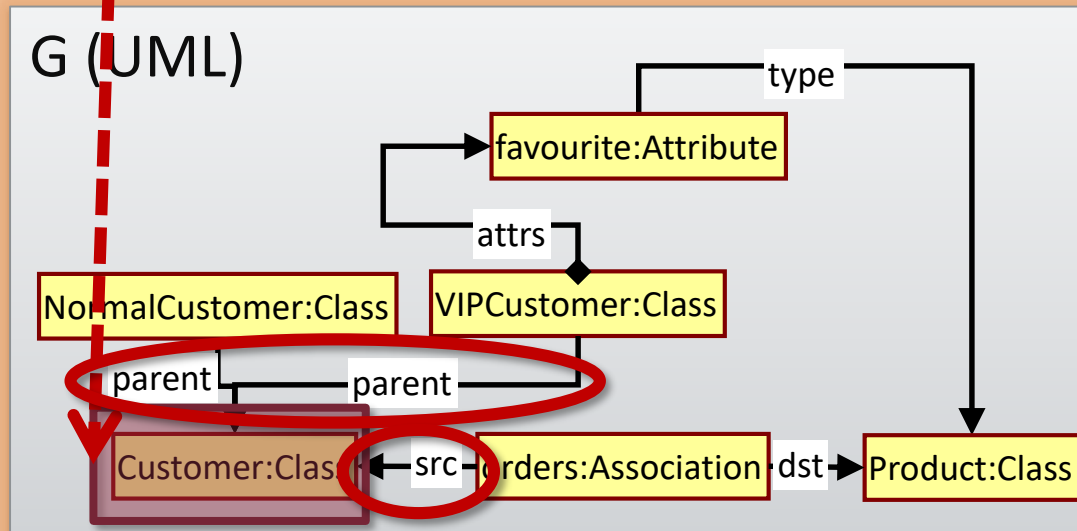 G (UML)
type
favourite:Attribute
attrs
NormalCustomer:Class
VIPCustomer:Class
parent
parent
Customer:Class
src
orders:Association
dst
Product:Class